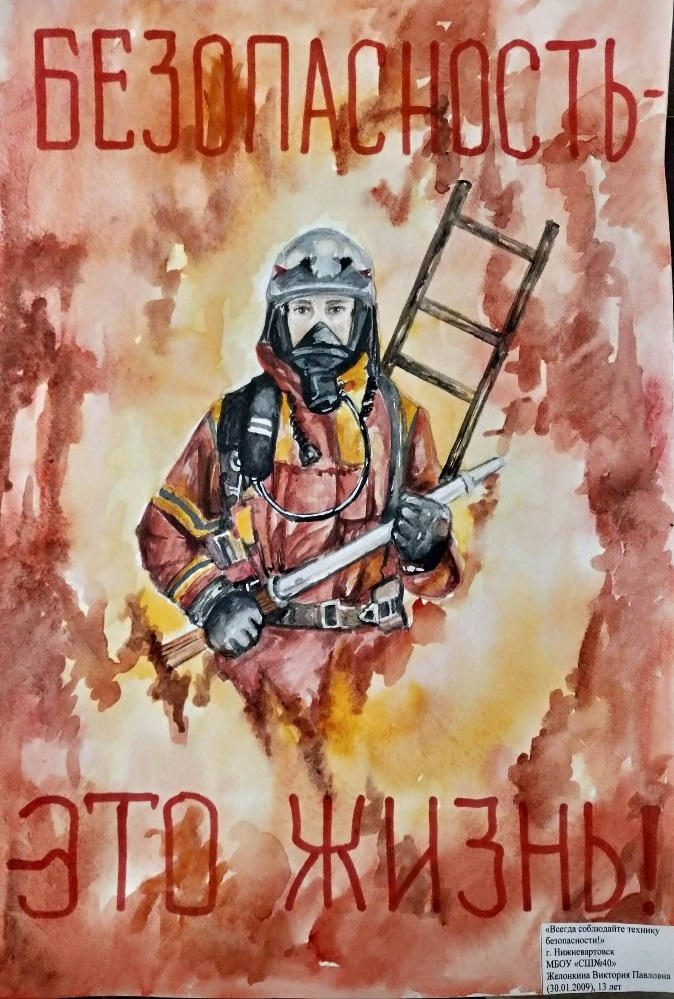 БЕЗОПАСНОСТЬ-
ЭТО ЖИЗНЬ!
«Всегда соблюдайте технику
безопасности!»
г. Нижневартовск
МБОУ «СШ№40»
Желонкина Виктория Павловна
(30.01.2009), 13 лет